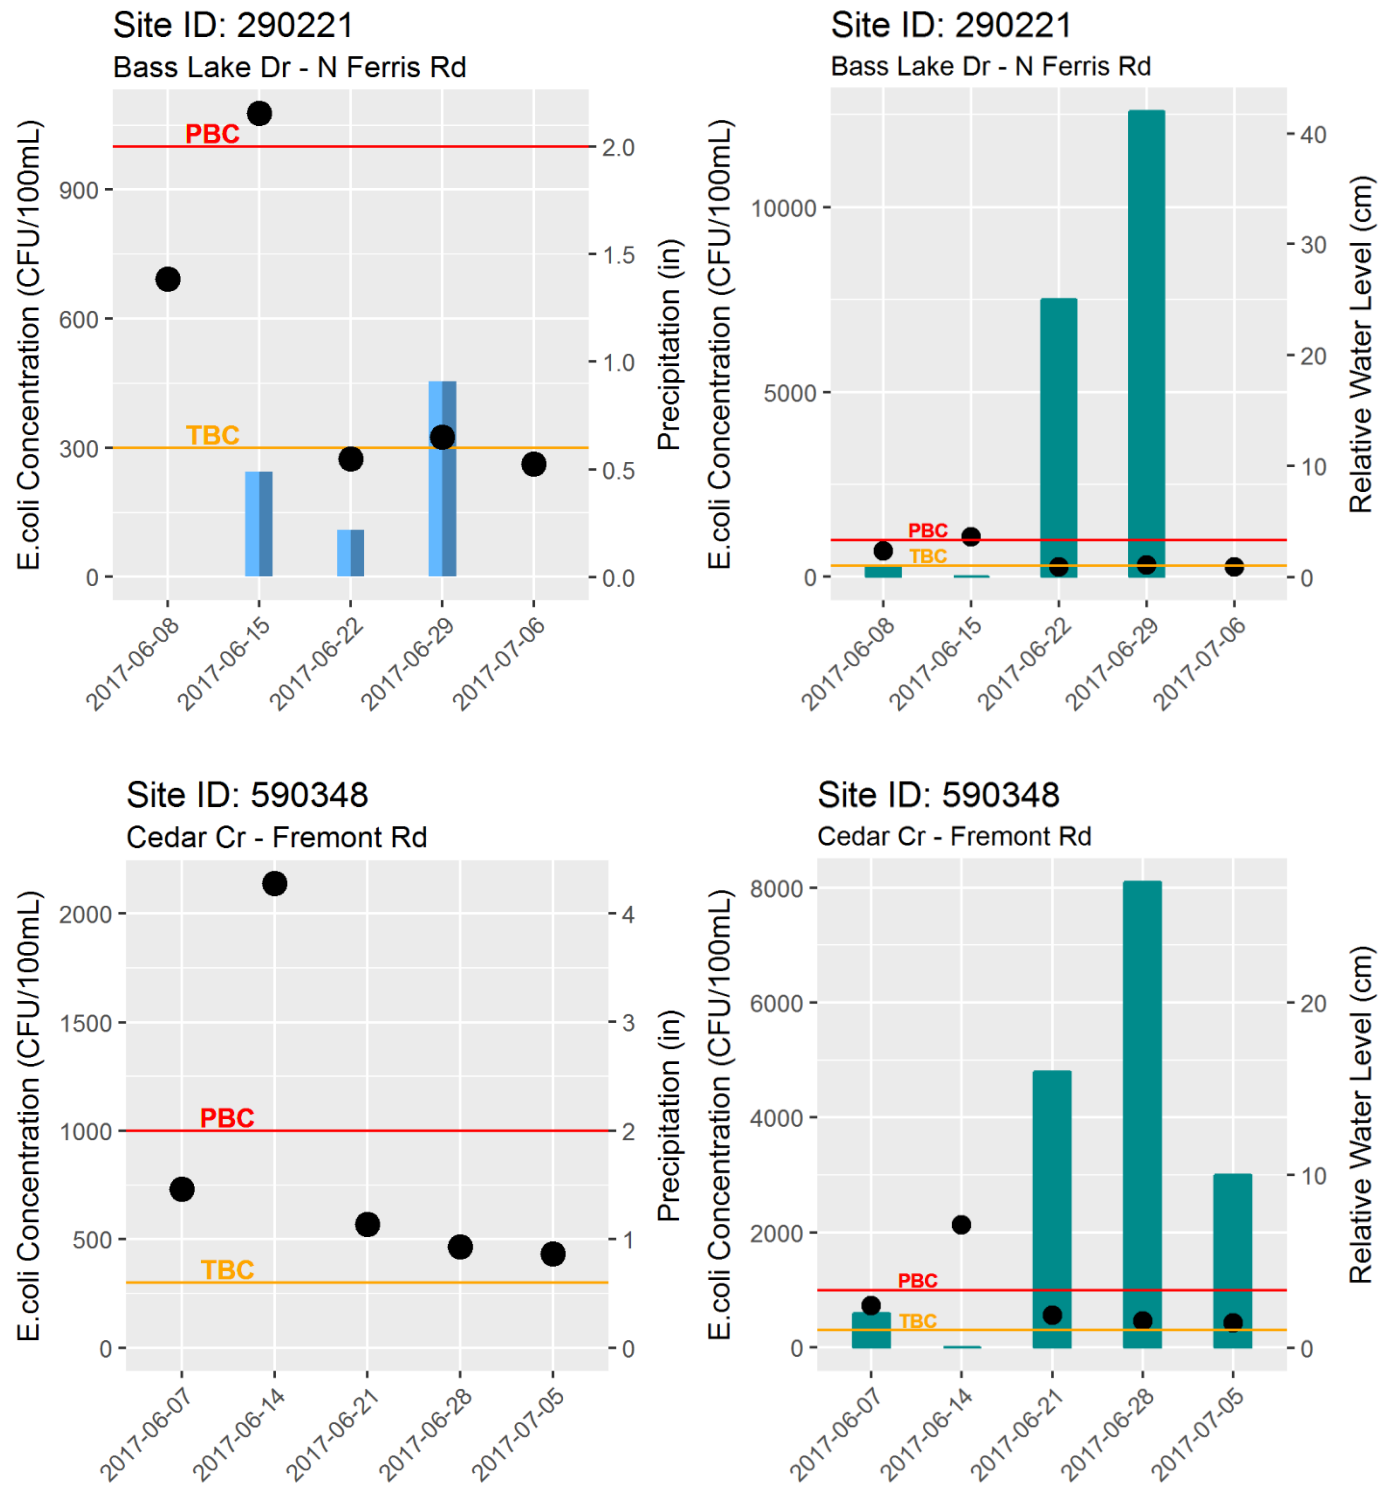 Site ID: 290221
Bass Lake Dr - N Ferris Rd
E.coli Concentration (CFU/100mL)
900
600
300
0
PBC
TBC
2.0
1.5
1.0
0.5
0.0
Precipitation (in)
2017-06-08
2017-06-15
2017-06-22
2017-06-29
2017-07-06
Site ID: 290221
Bass Lake Dr - N Ferris Rd
E.coli Concentration (CFU/100mL)
10000
5000
0
PBC
TBC
40
30
20
10
0
Relative Water Level (cm)
2017-06-08
2017-06-15
2017-06-22
2017-06-29
2017-07-06
Site ID: 590348
Cedar Cr - Fremont Rd
E.coli Concentration (CFU/100mL)
2000
1500
1000
500
0
PBC
TBC
4
3
2
1
0
Precipitation (in)
2017-06-07
2017-06-14
2017-06-21
2017-06-28
2017-07-05
Site ID: 590348
Cedar Cr - Fremont Rd
E.coli Concentration (CFU/100mL)
8000
6000
4000
2000
0
PBC
TBC
20
10
0
Relative Water Level (cm)
2017-06-07
2017-06-14
2017-06-21
2017-06-28
2017-07-05